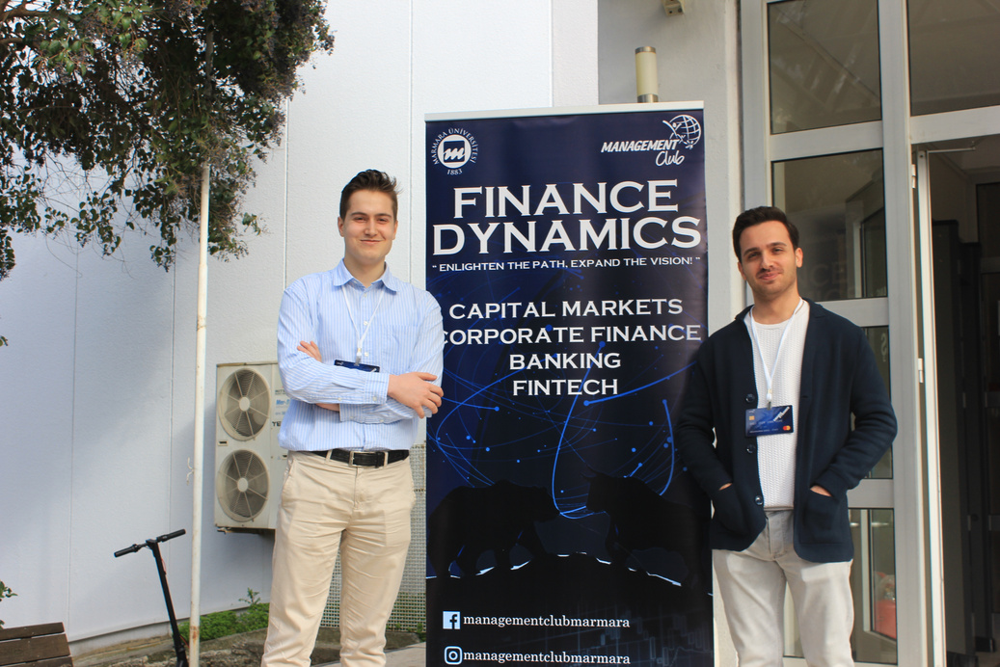 MARMARA ÜNİVERSİTESİ
m
1883
MANAGEMENT
Club
FINANCE
DYNAMICS
" ENLIGHTEN THE PATH, EXPAND THE VISION! "
CAPITAL MARKETS
CORPORATE FINANCE
BANKING
FINTECH
f managementclubmarmara
managementclubmarmara